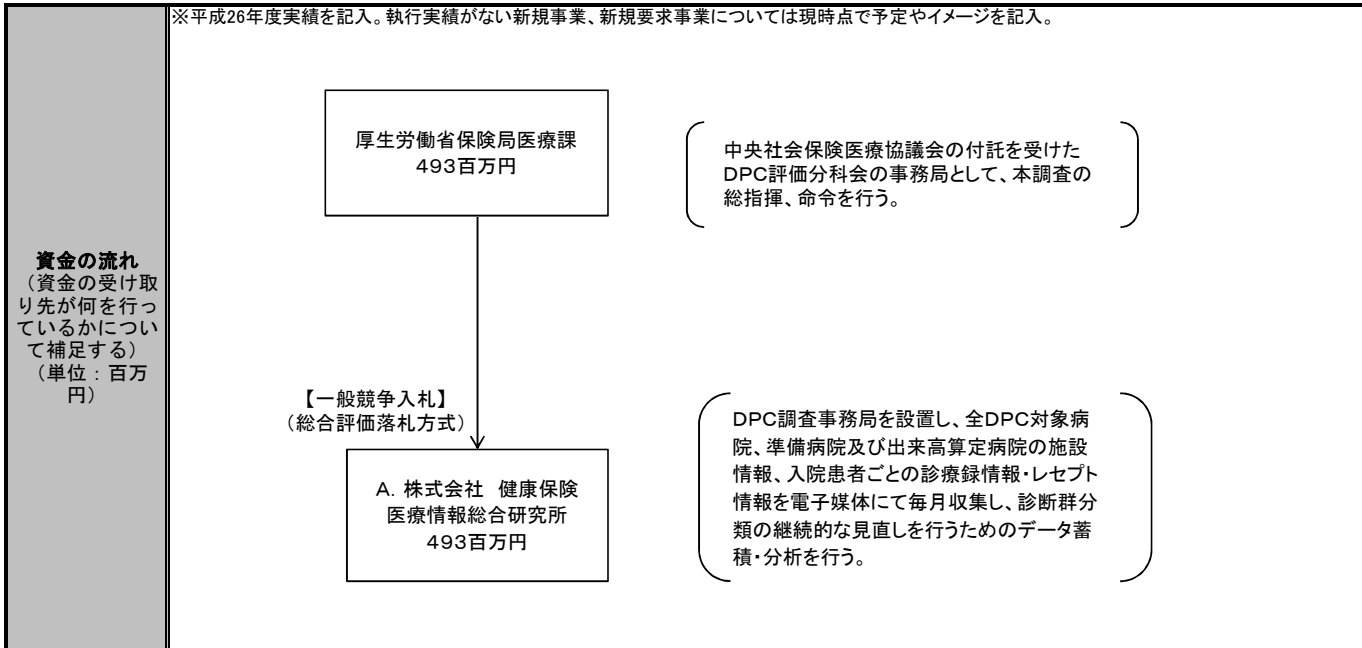 ※平成26年度実績を記入。執行実績がない新規事業、新規要求事業については現時点で予定やイメージを記入。
資金の流れ
(資金の受け取
り先が何を行っ
ているかについ
て補足する)
(単位：百万
円)
厚生労働省保険局医療課
493百万円
中央社会保険医療協議会の付託を受けた
DPC評価分科会の事務局として、本調査の
総指揮、命令を行う。
【一般競争入札】
(総合評価落札方式)
A. 株式会社　健康保険
医療情報総合研究所
493百万円
DPC調査事務局を設置し、全DPC対象病
院、準備病院及び出来高算定病院の施設
情報、入院患者ごとの診療録情報・レセプト
情報を電子媒体にて毎月収集し、診断群分
類の継続的な見直しを行うためのデータ蓄
積・分析を行う。